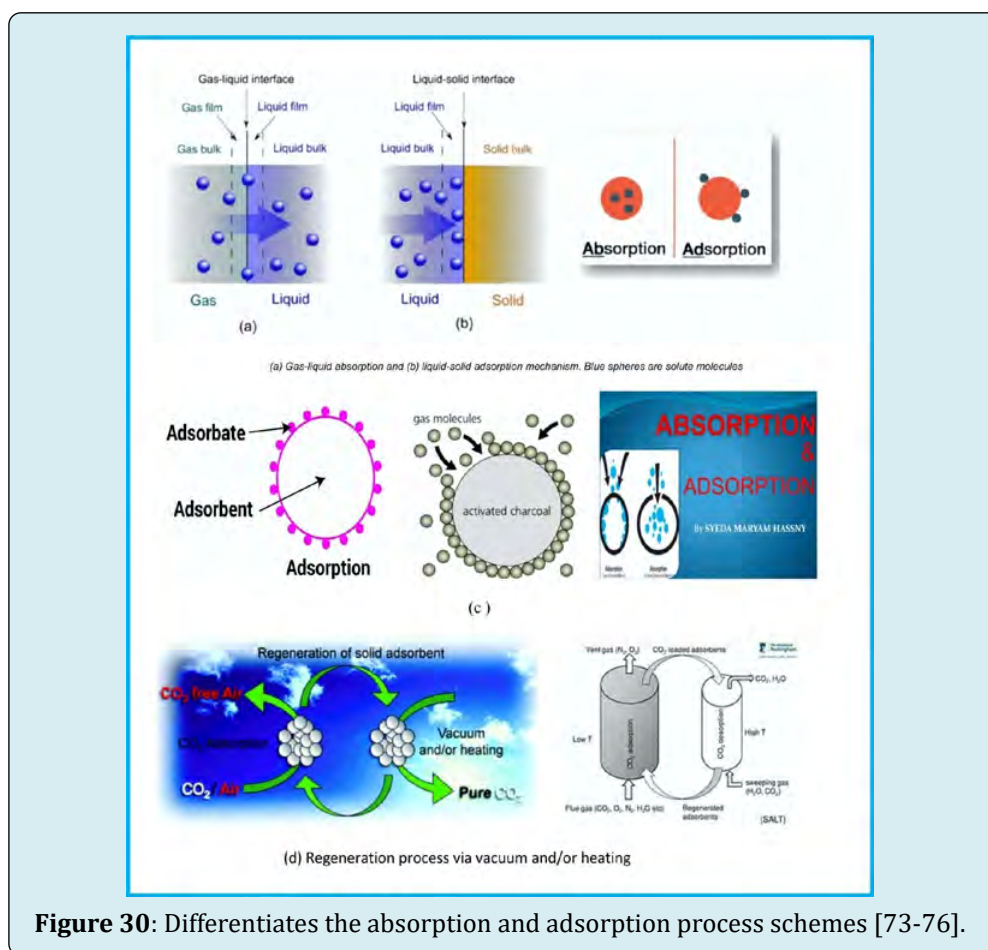 Gas-liquid interface
Gas film
Liquid film
Gas bulk
Liquid bulk
Gas
Liquid
(a)
Liquid-solid interface
Liquid film
Liquid bulk
Solid bulk
Liquid
Solid
(b)
Absorption
Adsorption
(a) Gas-liquid absorption and (b) liquid-solid adsorption mechanism. Blue spheres are solute molecules
Adsorbate
Adsorbent
Adsorption
gas molecules
activated charcoal
(c)
ABSORPTION
&
ADSORPTION
By SYEDA MARYAM HASSNY
Regeneration of solid adsorbent
CO₂ free Air
CO₂
Vacuum
and/or heating
CO₂ / Air
Pure CO₂
Vent gas (N₂, O₂)
CO₂ loaded adsorbents
CO₂, H₂O
Low T
CO₂ adsorption
CO₂ desorption
High T
sweeping gas
(H₂O, CO₂)
Flue gas (CO₂, O₂, N₂, H₂O etc)
Regenerated
adsorbents
(SALT)
(d) Regeneration process via vacuum and/or heating
Figure 30: Differentiates the absorption and adsorption process schemes [73-76].